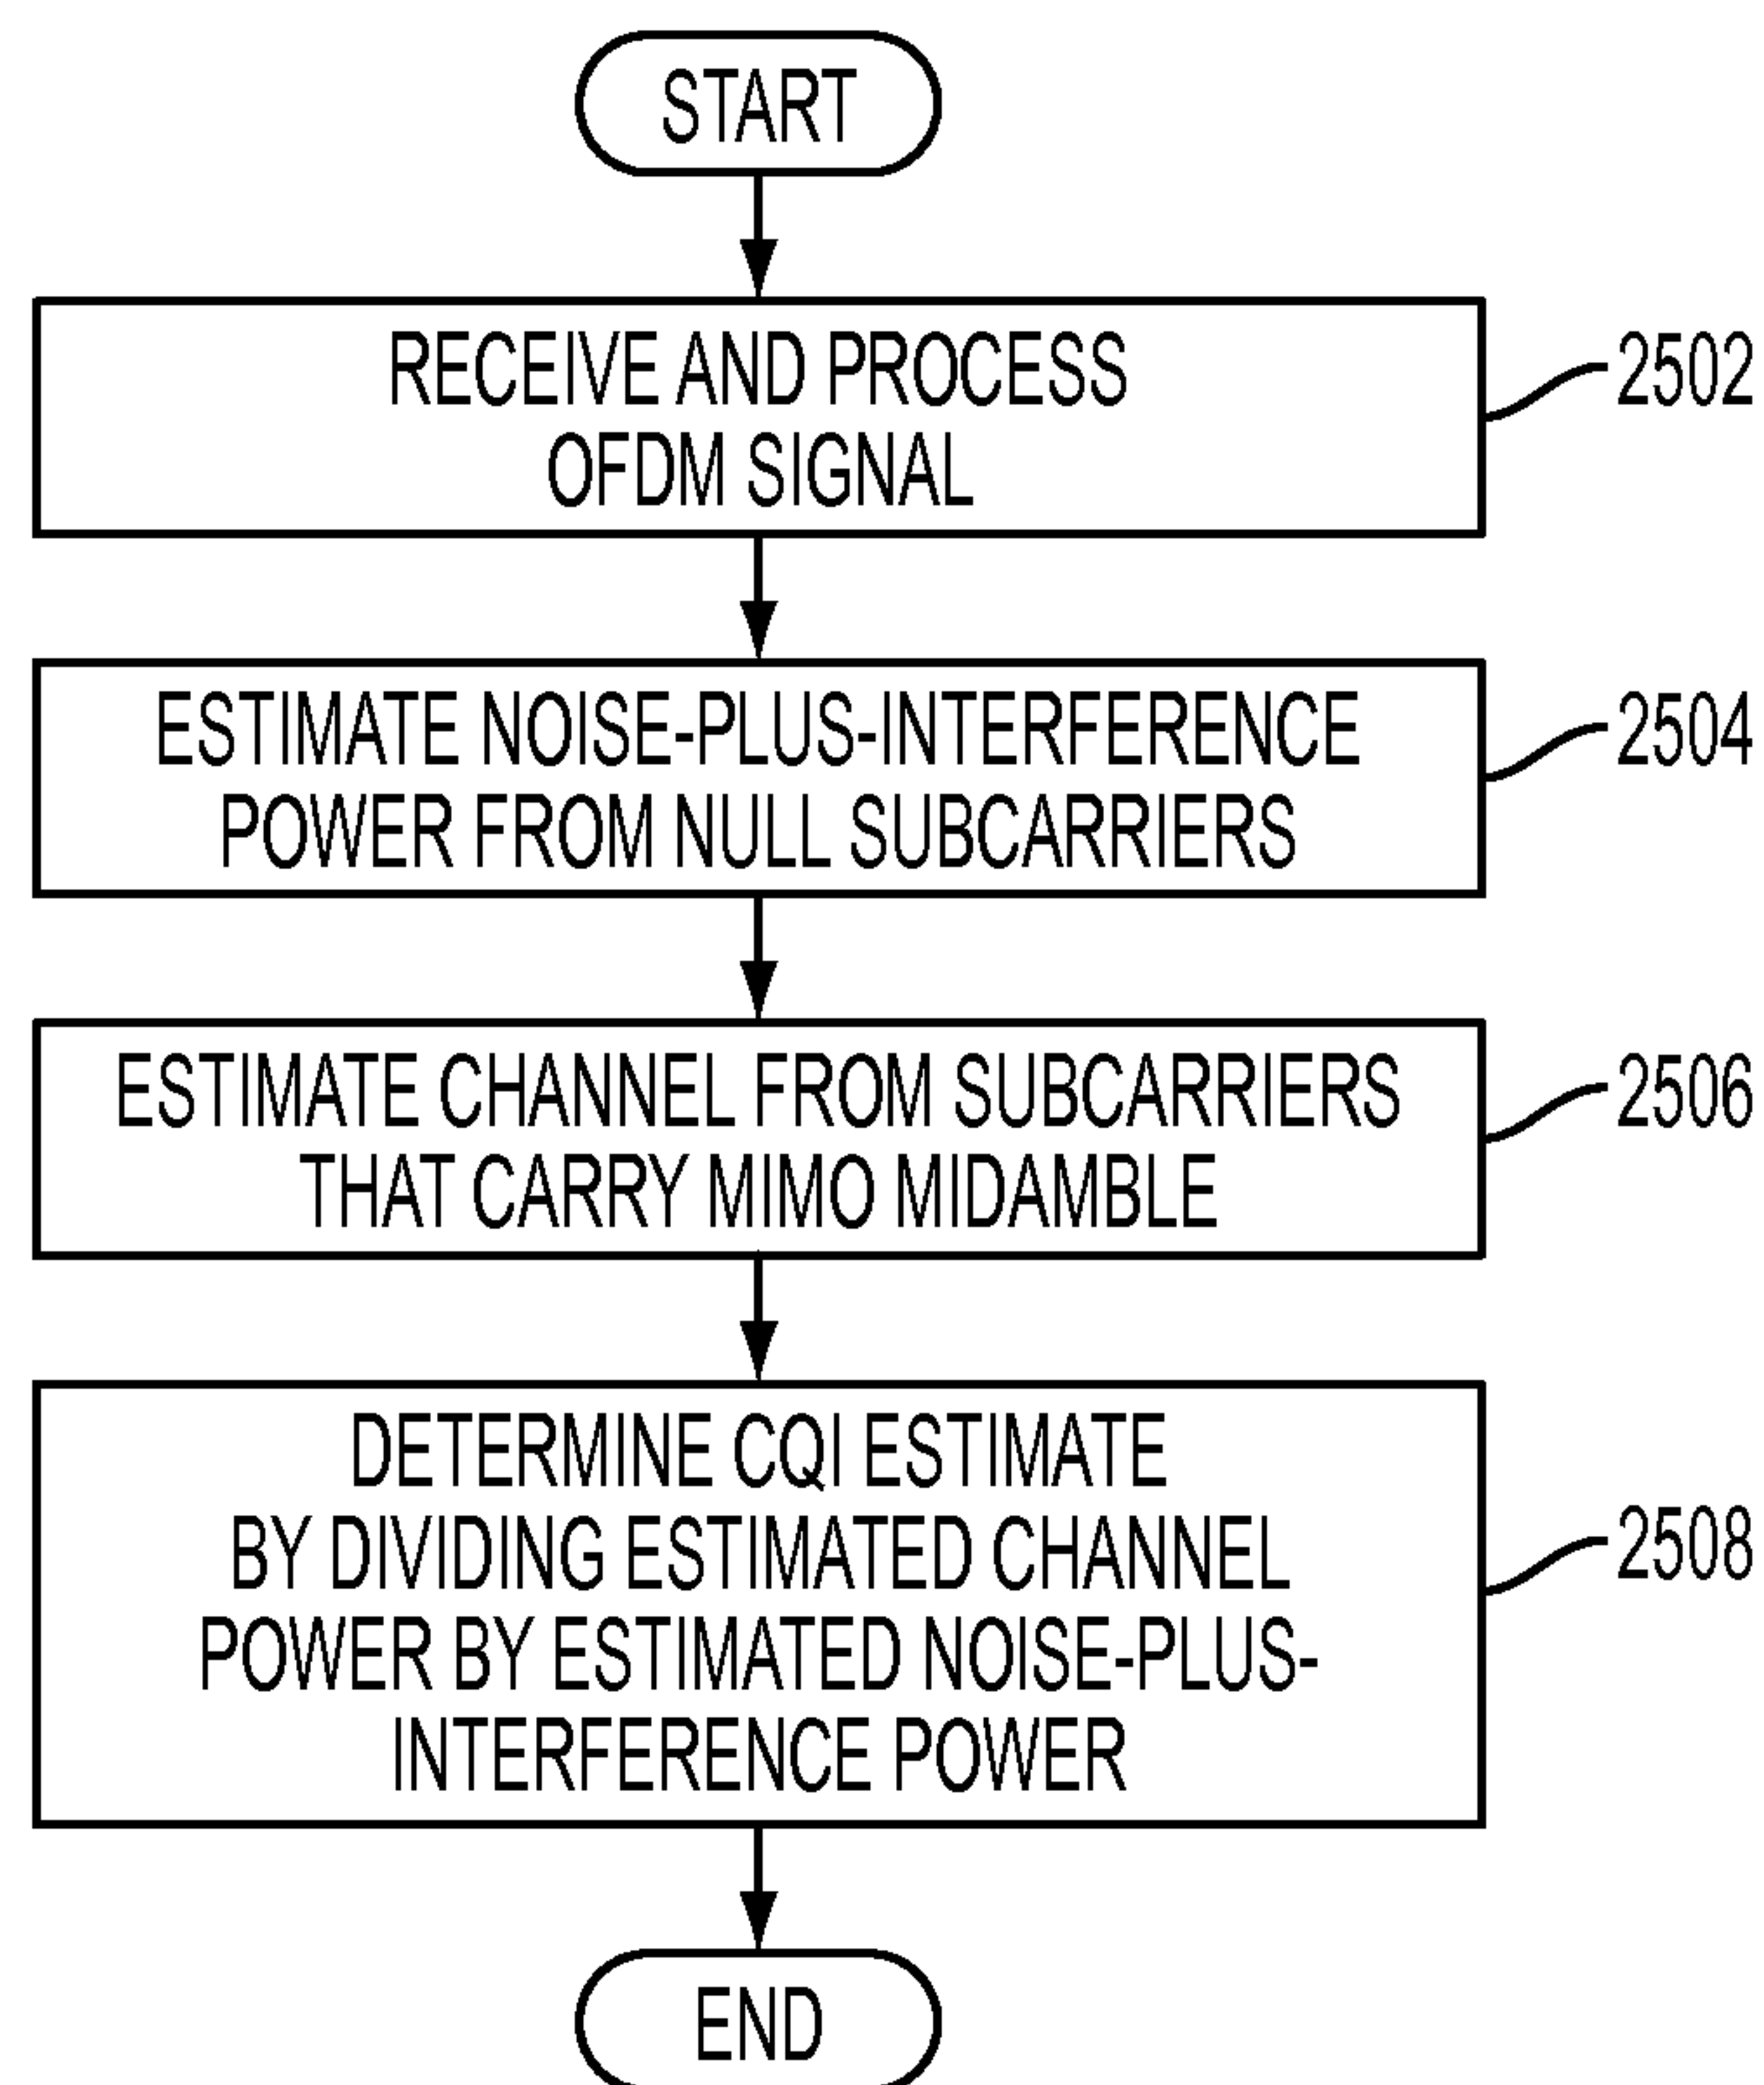 START
RECEIVE AND PROCESS
OFDM SIGNAL
2502
ESTIMATE NOISE-PLUS-INTERFERENCE
POWER FROM NULL SUBCARRIERS
2504
ESTIMATE CHANNEL FROM SUBCARRIERS
THAT CARRY MIMO MIDAMBLE
2506
DETERMINE CQI ESTIMATE
BY DIVIDING ESTIMATED CHANNEL
POWER BY ESTIMATED NOISE-PLUS-
INTERFERENCE POWER
2508
END